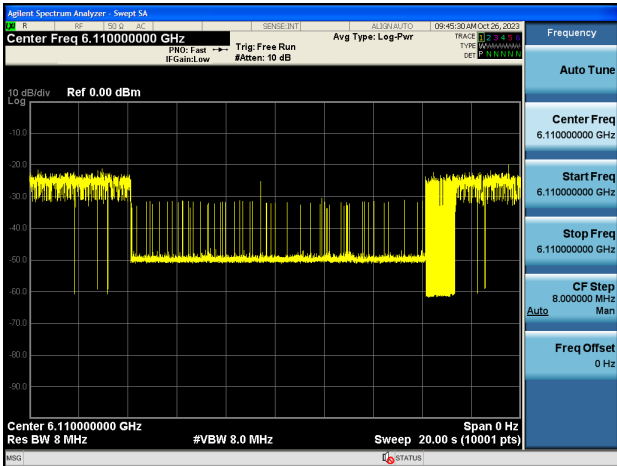 Agilent Spectrum Analyzer - Swept SA
R RF 50 Ω AC SENSE:INT ALIGN AUTO 09:45:30 AM Oct 26, 2023
Center Freq 6.110000000 GHz
PNO: Fast
IFGain:Low
Trig: Free Run
#Atten: 10 dB
Avg Type: Log-Pwr
TRACE 1 2 3 4 5 6
TYPE W
DET P N N N N N
10 dB/div
Log
Ref 0.00 dBm
-10.0
-20.0
-30.0
-40.0
-50.0
-60.0
-70.0
-80.0
-90.0
Center 6.110000000 GHz
Span 0 Hz
Res BW 8 MHz
#VBW 8.0 MHz
Sweep 20.00 s (10001 pts)
MSG
STATUS
Frequency
Auto Tune
Center Freq
6.110000000 GHz
Start Freq
6.110000000 GHz
Stop Freq
6.110000000 GHz
CF Step
8.000000 MHz
Auto Man
Freq Offset
0 Hz